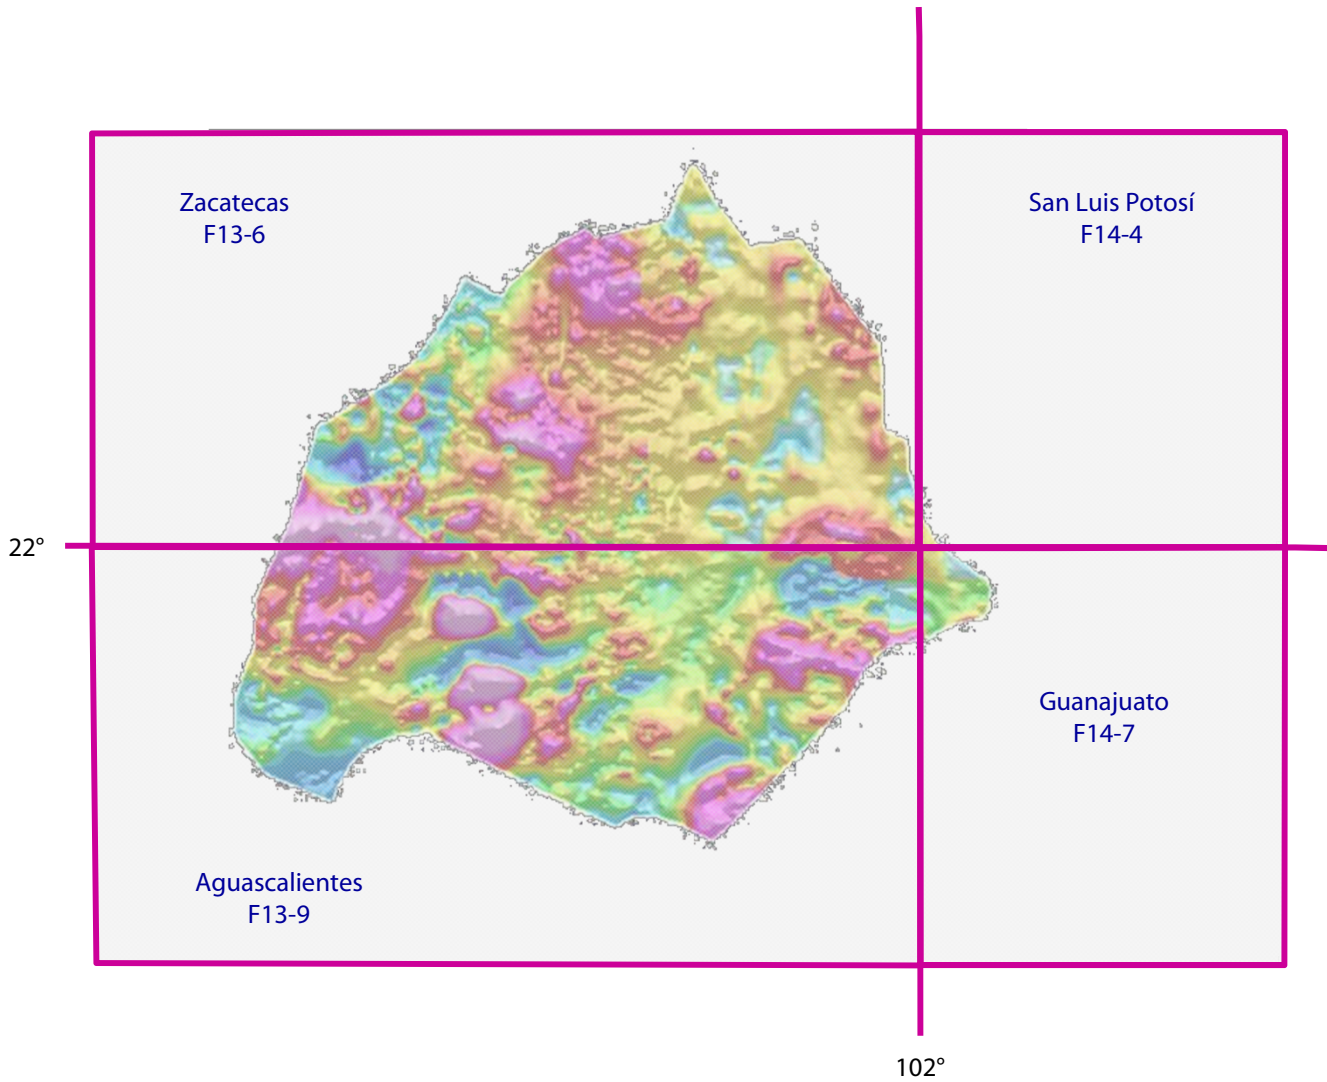 Zacatecas
F13-6
San Luis Potosí
F14-4
22°
Guanajuato
F14-7
Aguascalientes
F13-9
102°